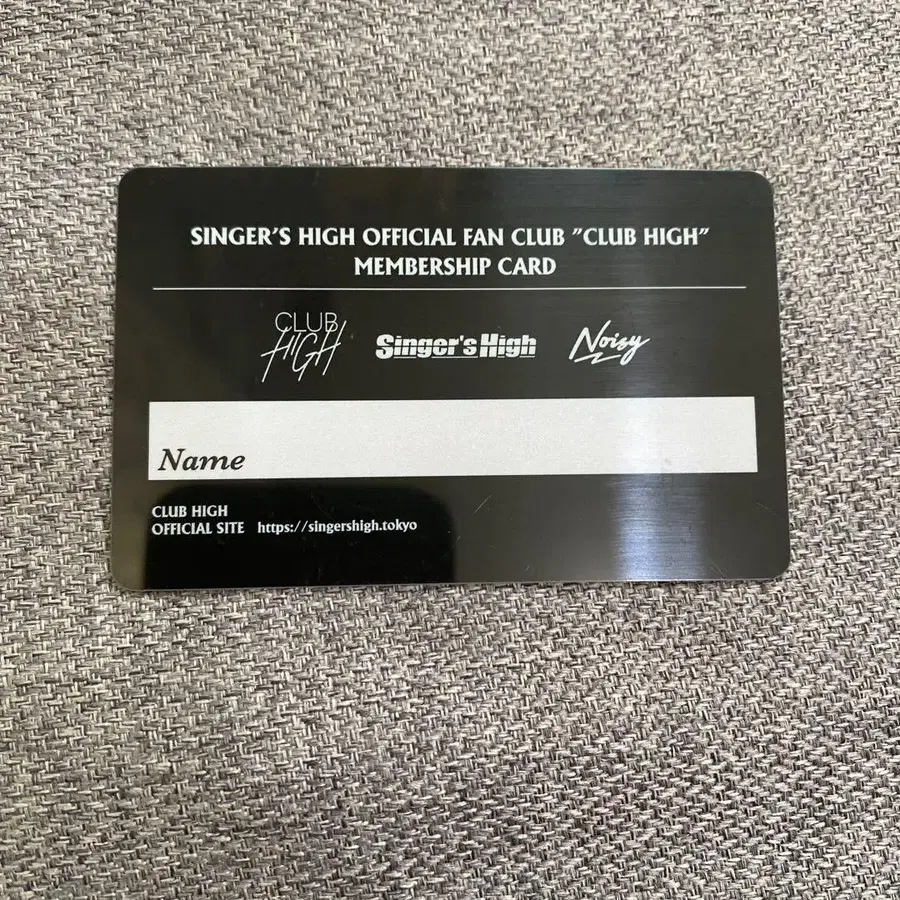 SINGER'S HIGH OFFICIAL FAN CLUB "CLUB HIGH"
MEMBERSHIP CARD
CLUB
HIGH
Singer's High
Noisy
Name
CLUB HIGH
OFFICIAL SITE https://singershigh.tokyo